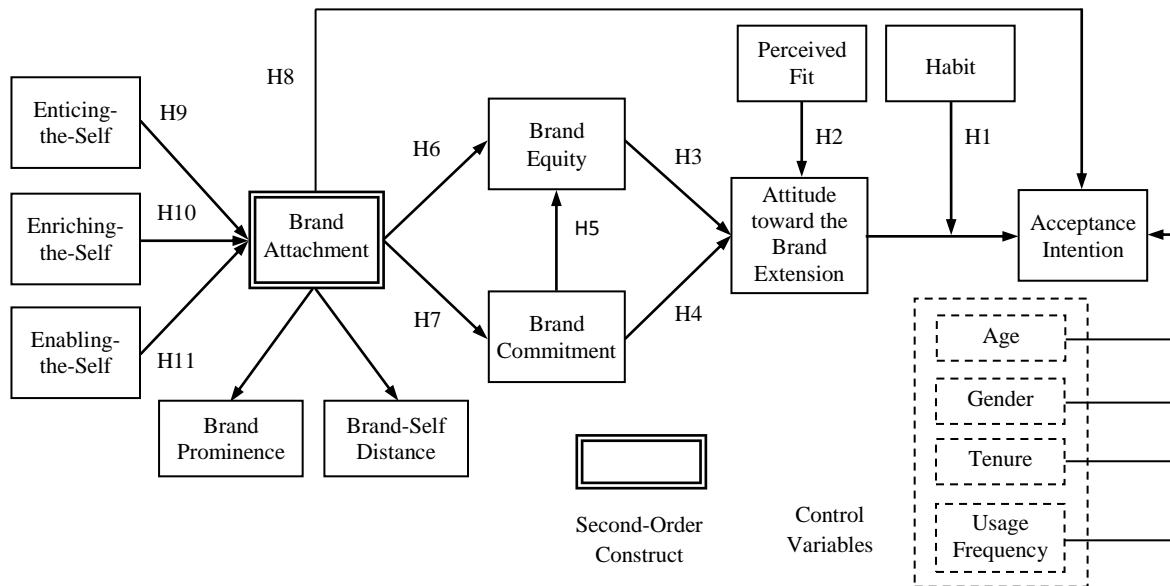 H8
Perceived
Fit
Habit
Enticing-
the-Self
H9
Brand
Equity
H6
H3
H2
H1
Enriching-
the-Self
H10
Brand
Attachment
Attitude
toward the
Brand
Extension
Acceptance
Intention
H5
Enabling-
the-Self
H11
H7
Brand
Commitment
H4
Age
Brand
Prominence
Brand-Self
Distance
Gender
Tenure
Second-Order
Construct
Control
Variables
Usage
Frequency